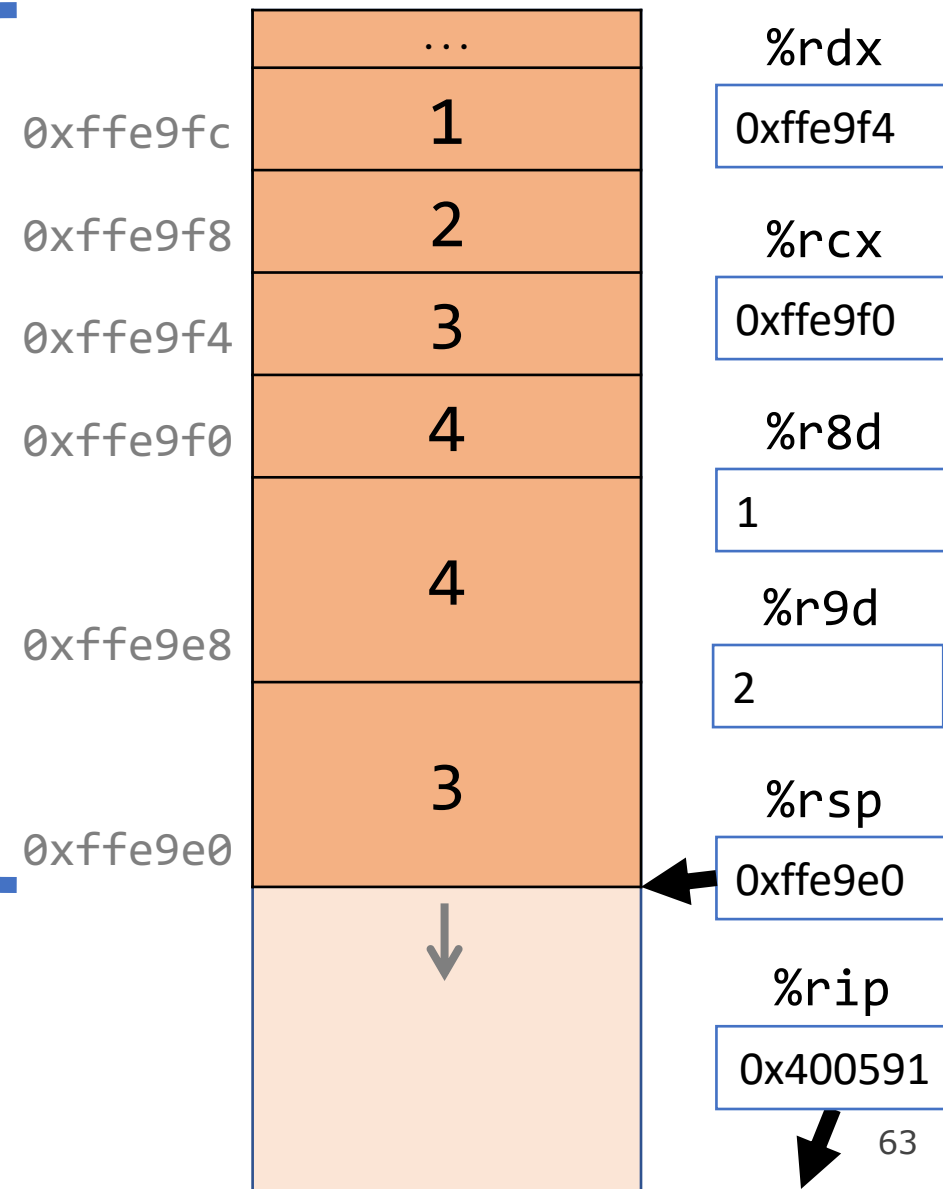 ...
%rdx
0xffe9fc
1
0xffe9f4
0xffe9f8
2
%rcx
0xffe9f4
3
0xffe9f0
0xffe9f0
4
%r8d
1
0xffe9e8
4
%r9d
2
0xffe9e0
3
%rsp
0xffe9e0
%rip
0x400591
63